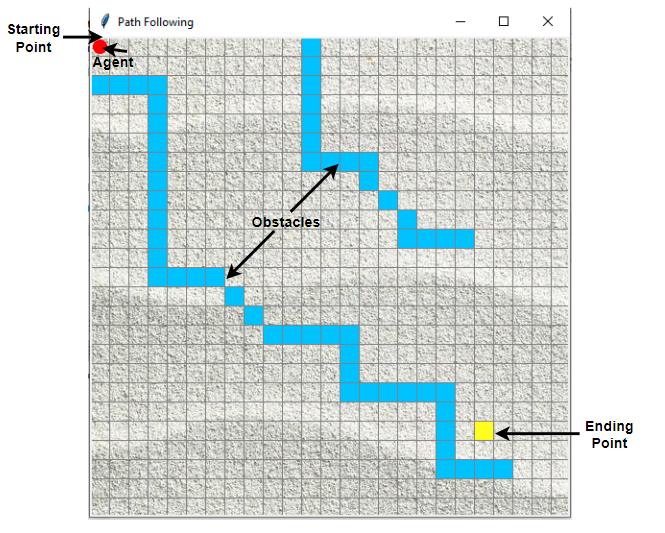 Path Following
Starting
Point
Agent
Obstacles
Ending
Point